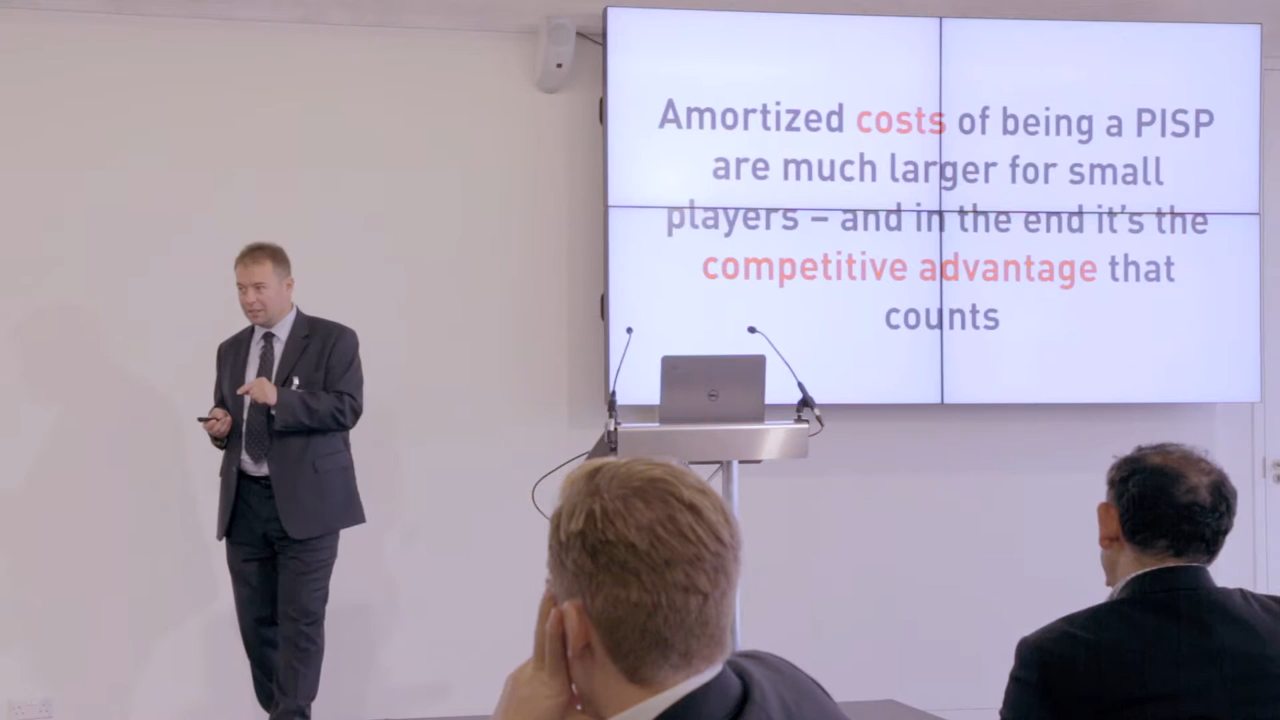 Amortized costs of being a PISP
are much larger for small
players – and in the end it's the
competitive advantage that
counts
DELL